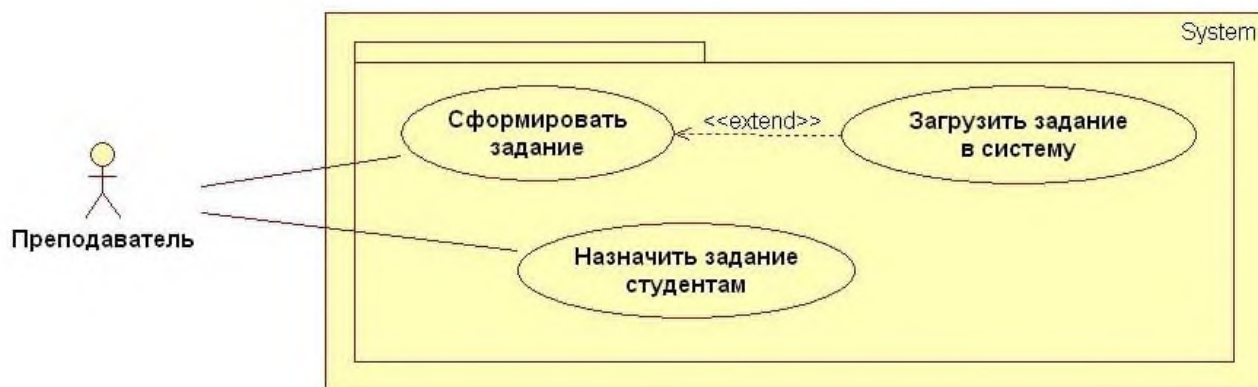 System
Сформировать
задание
<<extend>>
Загрузить задание
в систему
Преподаватель
Назначить задание
студентам